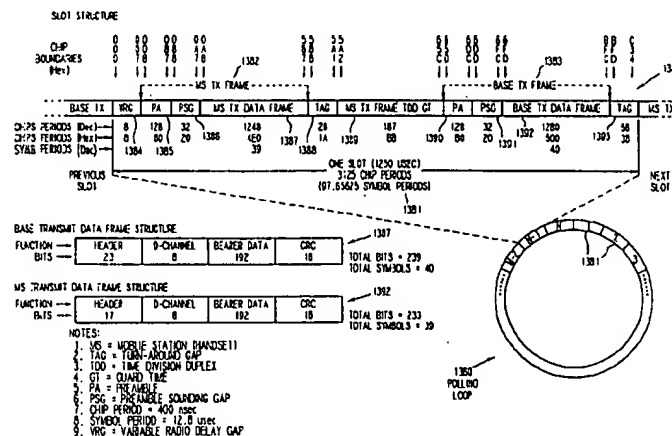 SLOT STRUCTURE
CHIP BOUNDARIES (Hex)
1382
1383
MS TX FRAME
BASE TX FRAME
BASE TX VRG PA PSG MS TX DATA FRAME TAG MS TX FRAME TDD GT PA PSG BASE TX DATA FRAME TAG MS TX
CHIPS PERIODS (Dec) 8 128 32 1248 187 128 32 1280
CHIPS PERIODS (Hex) 8 80 20 4E0 1A BB 80 20 500 38
SYMB PERIODS (Dec) 39 40
1384 1385 1386 1387 1388 1389 1390 1391 1392 1393
ONE SLOT (1250 USEC)
3125 CHIP PERIODS
(97.65625 SYMBOL PERIODS)
1381
PREVIOUS SLOT
NEXT SLOT
BASE TRANSMIT DATA FRAME STRUCTURE
1387
FUNCTION HEADER D-CHANNEL BEARER DATA CRC
BITS 23 8 192 16
TOTAL BITS = 239
TOTAL SYMBOLS = 40
MS TRANSMIT DATA FRAME STRUCTURE
1392
FUNCTION HEADER D-CHANNEL BEARER DATA CRC
BITS 17 8 192 16
TOTAL BITS = 233
TOTAL SYMBOLS = 39
1381
1380
POLLING LOOP
NOTES:
1. MS = MOBILE STATION (HANDSET)
2. TAG = TURN-AROUND GAP
3. TDD = TIME DIVISION DUPLEX
4. GT = GUARD TIME
5. PA = PREAMBLE
6. PSG = PREAMBLE SOUNDING GAP
7. CHIP PERIOD = 400 nsec
8. SYMBOL PERIOD = 12.8 usec
9. VRG = VARIABLE RADIO DELAY GAP